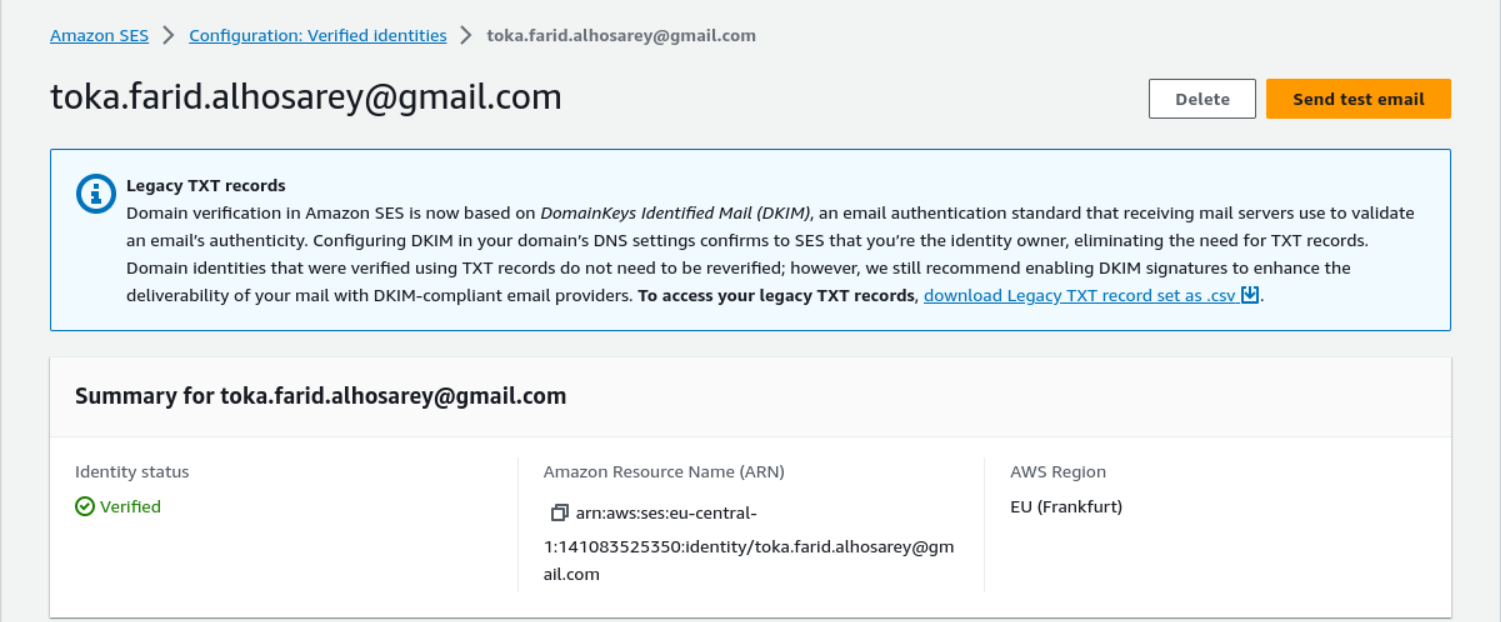 Amazon SES > Configuration: Verified identities > toka.farid.alhosarey@gmail.com
toka.farid.alhosarey@gmail.com
Delete
Send test email
Legacy TXT records
Domain verification in Amazon SES is now based on DomainKeys Identified Mail (DKIM), an email authentication standard that receiving mail servers use to validate
an email's authenticity. Configuring DKIM in your domain's DNS settings confirms to SES that you're the identity owner, eliminating the need for TXT records.
Domain identities that were verified using TXT records do not need to be reverified; however, we still recommend enabling DKIM signatures to enhance the
deliverability of your mail with DKIM-compliant email providers. To access your legacy TXT records, download Legacy TXT record set as .csv.
Summary for toka.farid.alhosarey@gmail.com
Identity status
Verified
Amazon Resource Name (ARN)
arn:aws:ses:eu-central-
1:141083525350:identity/toka.farid.alhosarey@gm
ail.com
AWS Region
EU (Frankfurt)